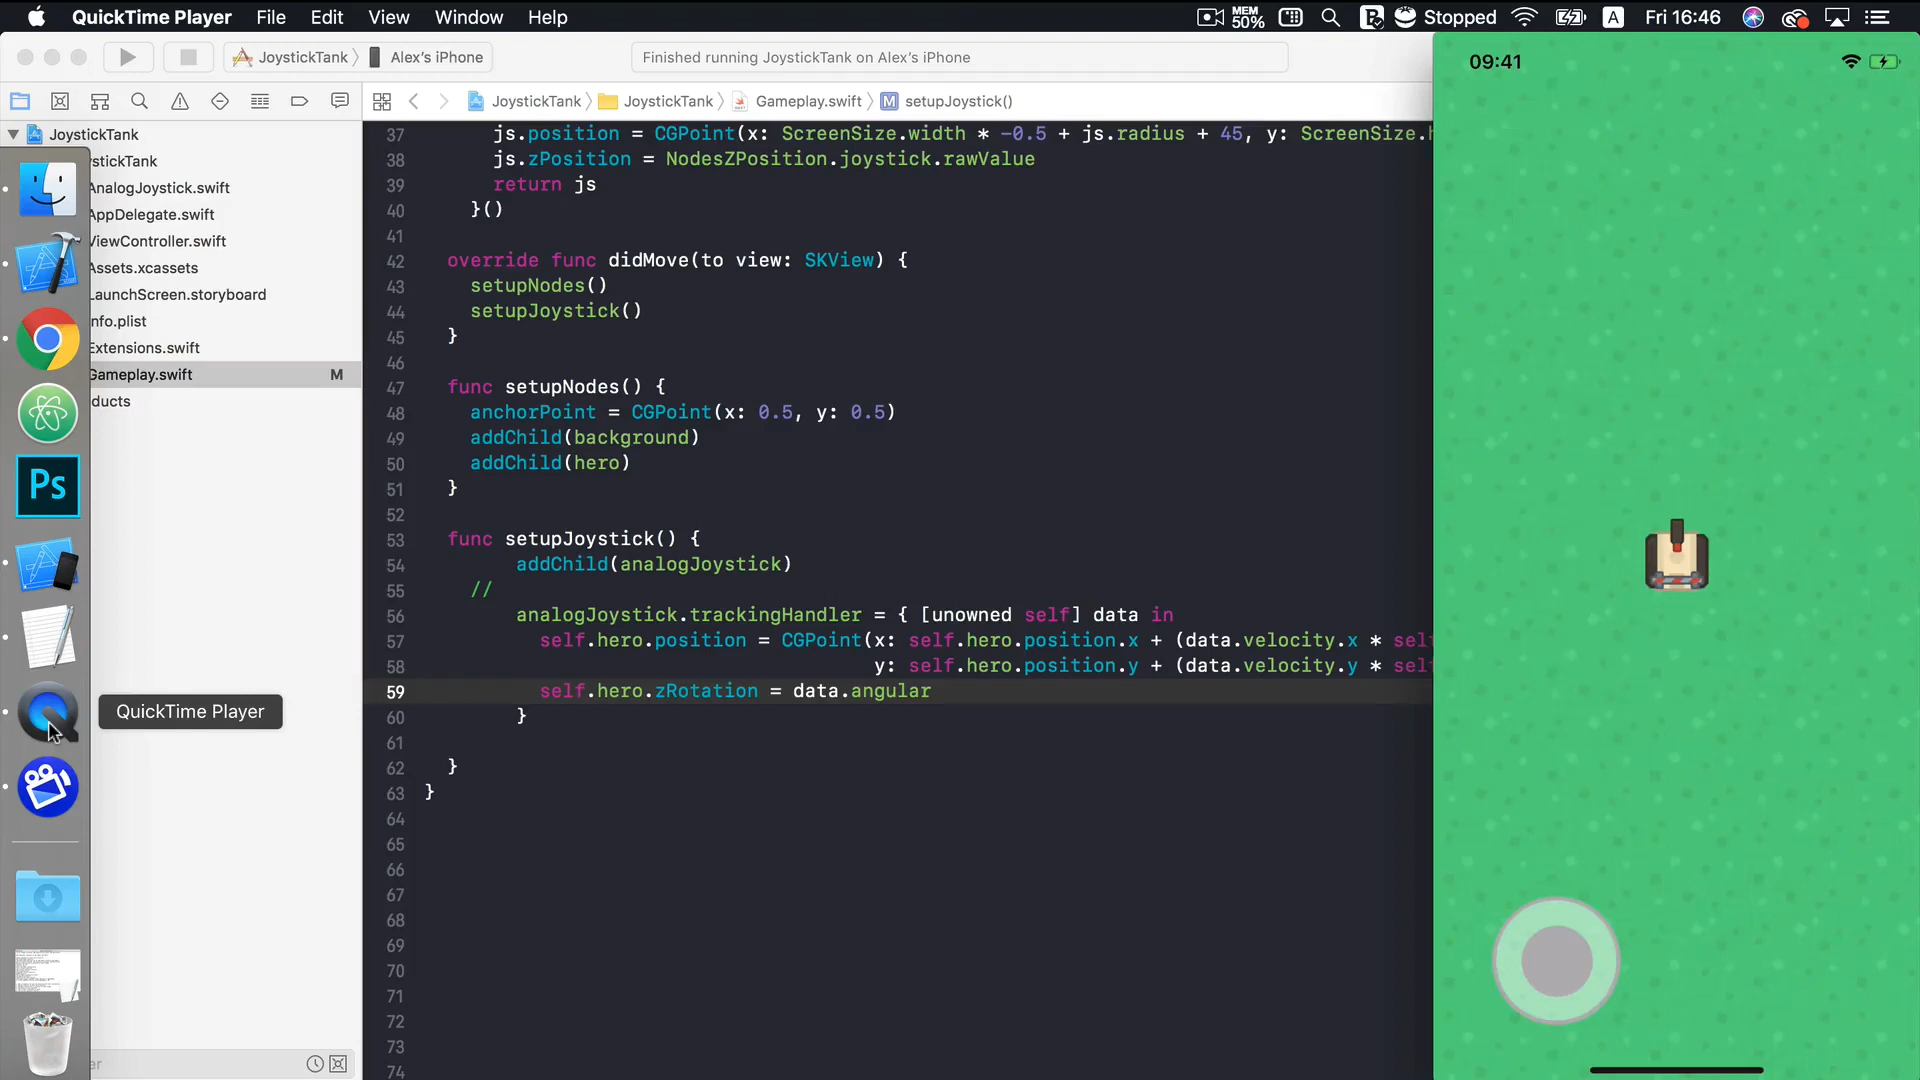 QuickTime Player File Edit View Window Help MEM 50% Stopped A Fri 16:46
JoystickTank Alex's iPhone Finished running JoystickTank on Alex's iPhone
09:41
JoystickTank JoystickTank Gameplay.swift M setupJoystick()
JoystickTank
ystickTank
AnalogJoystick.swift
AppDelegate.swift
ViewController.swift
Assets.xcassets
LaunchScreen.storyboard
nfo.plist
Extensions.swift
Gameplay.swift M
ducts
Ps
QuickTime Player
er
37 js.position = CGPoint(x: ScreenSize.width * -0.5 + js.radius + 45, y: ScreenSize.h
38 js.zPosition = NodesZPosition.joystick.rawValue
39 return js
40 }()
41
42 override func didMove(to view: SKView) {
43 setupNodes()
44 setupJoystick()
45 }
46
47 func setupNodes() {
48 anchorPoint = CGPoint(x: 0.5, y: 0.5)
49 addChild(background)
50 addChild(hero)
51 }
52
53 func setupJoystick() {
54 addChild(analogJoystick)
55 //
56 analogJoystick.trackingHandler = { [unowned self] data in
57 self.hero.position = CGPoint(x: self.hero.position.x + (data.velocity.x * sel
58 y: self.hero.position.y + (data.velocity.y * sel
59 self.hero.zRotation = data.angular
60 }
61
62 }
63 }
64
65
66
67
68
69
70
71
72
73
74